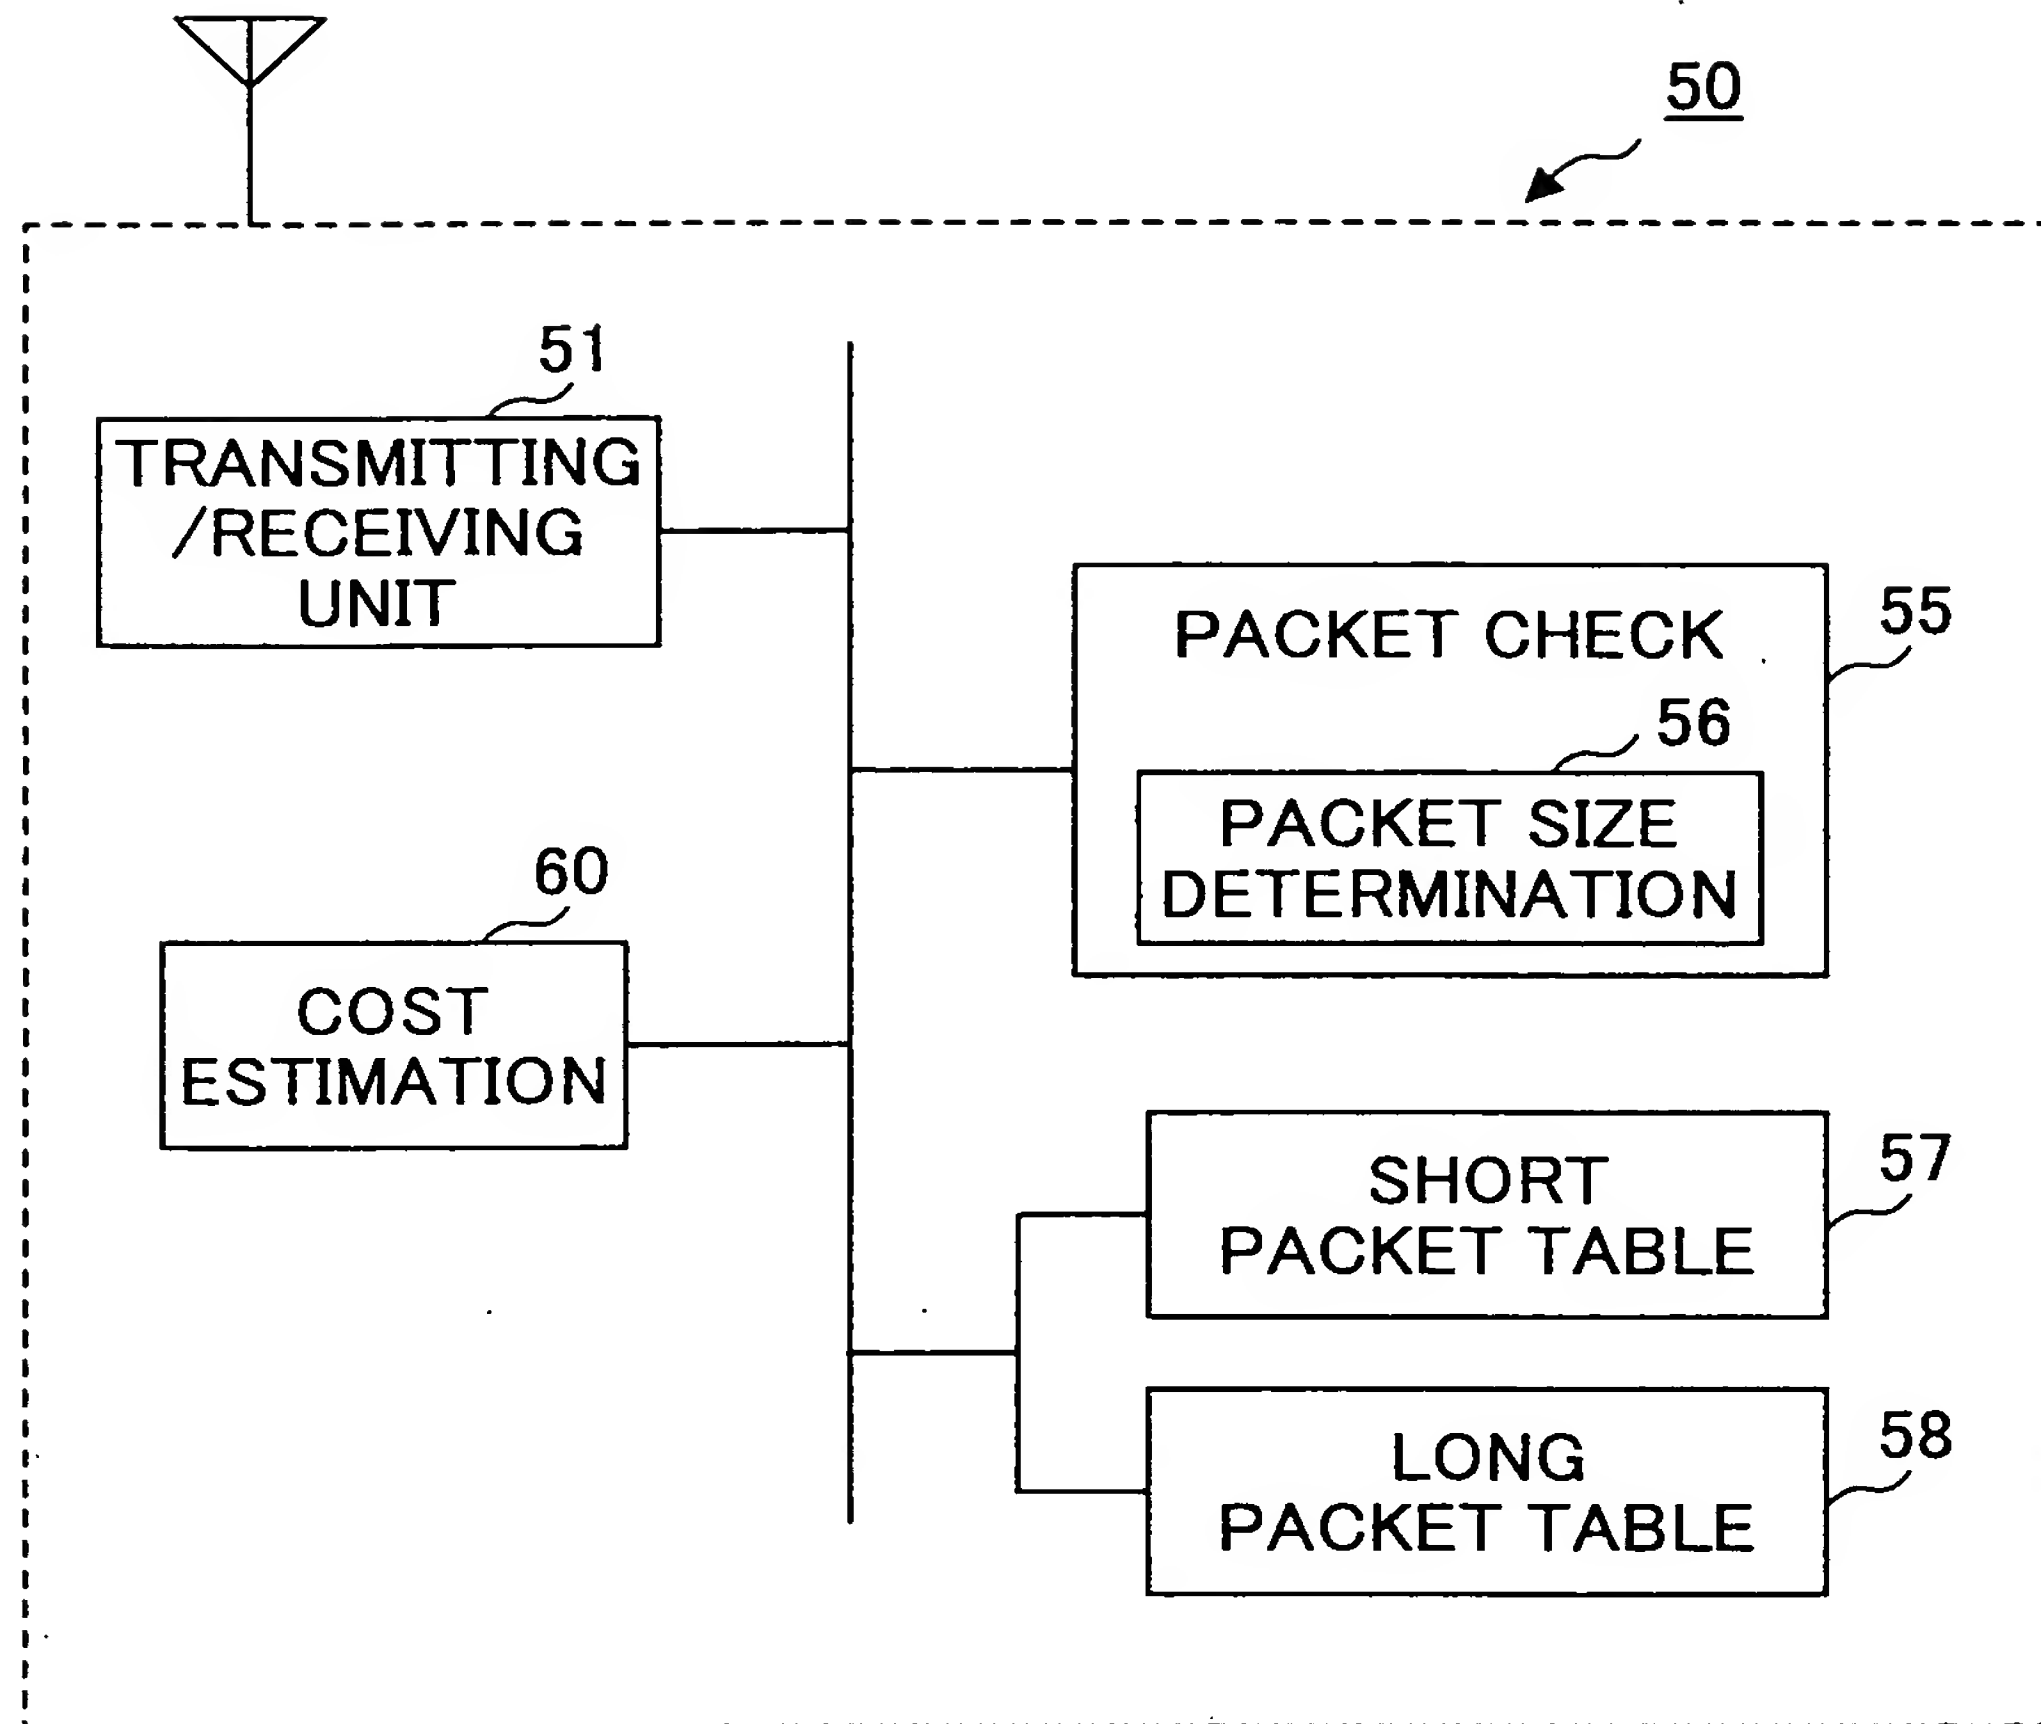 50
51
TRANSMITTING
/RECEIVING
UNIT
55
PACKET CHECK
56
PACKET SIZE
DETERMINATION
60
COST
ESTIMATION
57
SHORT
PACKET TABLE
58
LONG
PACKET TABLE